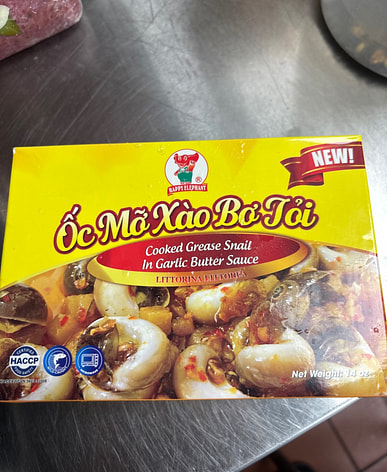 HAPPY ELEPHANT ®
NEW!
Ốc Mỡ Xào Bơ Tỏi
Cooked Grease Snail
In Garlic Butter Sauce
LITTORINA LITTOREA
HACCP
Net Weight: 14 oz